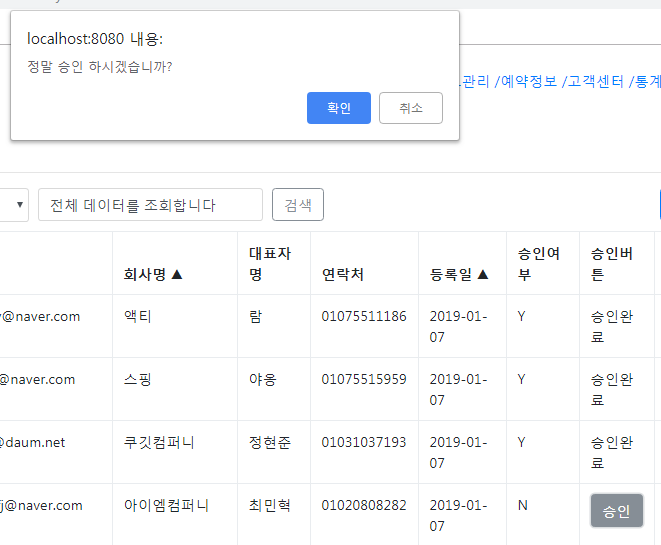 localhost:8080 내용:
정말 승인 하시겠습니까?
확인 취소
관리 /예약정보 /고객센터 /통계
전체 데이터를 조회합니다 검색
회사명 ▲ 대표자명 연락처 등록일 ▲ 승인여부 승인버튼
@naver.com 액티 람 01075511186 2019-01-07 Y 승인완료
@naver.com 스핑 야옹 01075515959 2019-01-07 Y 승인완료
@daum.net 쿠깃컴퍼니 정현준 01031037193 2019-01-07 Y 승인완료
j@naver.com 아이엠컴퍼니 최민혁 01020808282 2019-01-07 N 승인